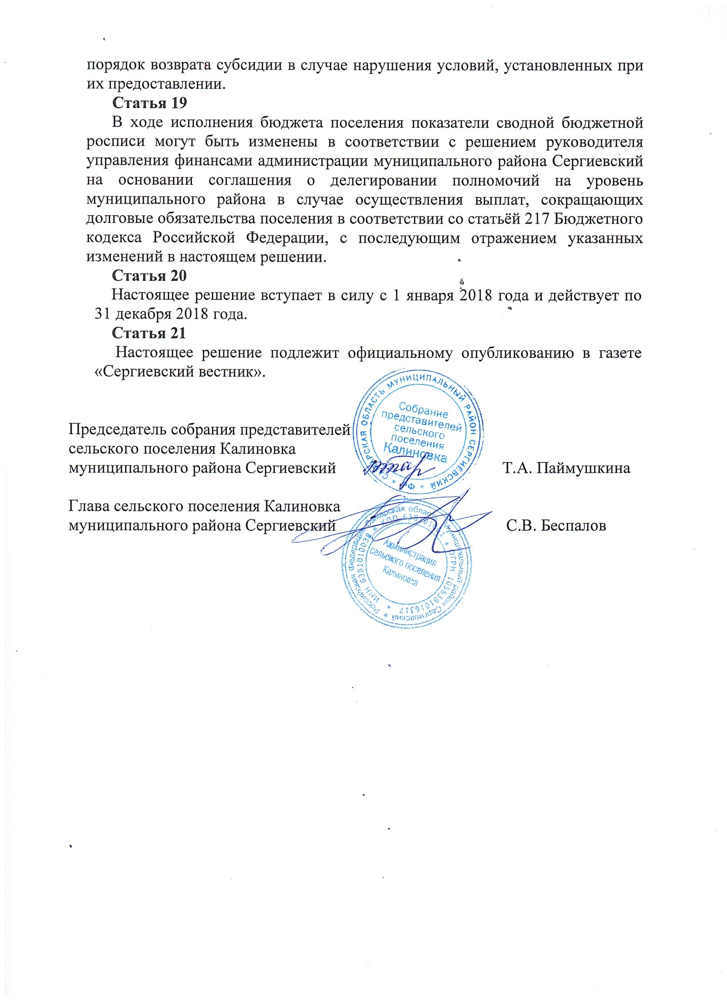 порядок возврата субсидии в случае нарушения условий, установленных при
их предоставлении.
Статья 19
В ходе исполнения бюджета поселения показатели сводной бюджетной
росписи могут быть изменены в соответствии с решением руководителя
управления финансами администрации муниципального района Сергиевский
на основании соглашения о делегировании полномочий на уровень
муниципального района в случае осуществления выплат, сокращающих
долговые обязательства поселения в соответствии со статьёй 217 Бюджетного
кодекса Российской Федерации, с последующим отражением указанных
изменений в настоящем решении.
Статья 20
Настоящее решение вступает в силу с 1 января 2018 года и действует по
31 декабря 2018 года.
Статья 21
Настоящее решение подлежит официальному опубликованию в газете
«Сергиевский вестник».
Председатель собрания представителей
сельского поселения Калиновка
муниципального района Сергиевский Т.А. Паймушкина
САМАРСКАЯ ОБЛАСТЬ МУНИЦИПАЛЬНЫЙ РАЙОН СЕРГИЕВСКИЙ * РФ *
Собрание
представителей
сельского
поселения
Калиновка
Глава сельского поселения Калиновка
муниципального района Сергиевский С.В. Беспалов
Российская Федерация Самарская область муниципальный район Сергиевский *
ИНН 6381010038 * КПП * ОГРН 1056381016317 *
Администрация
сельского поселения
Калиновка